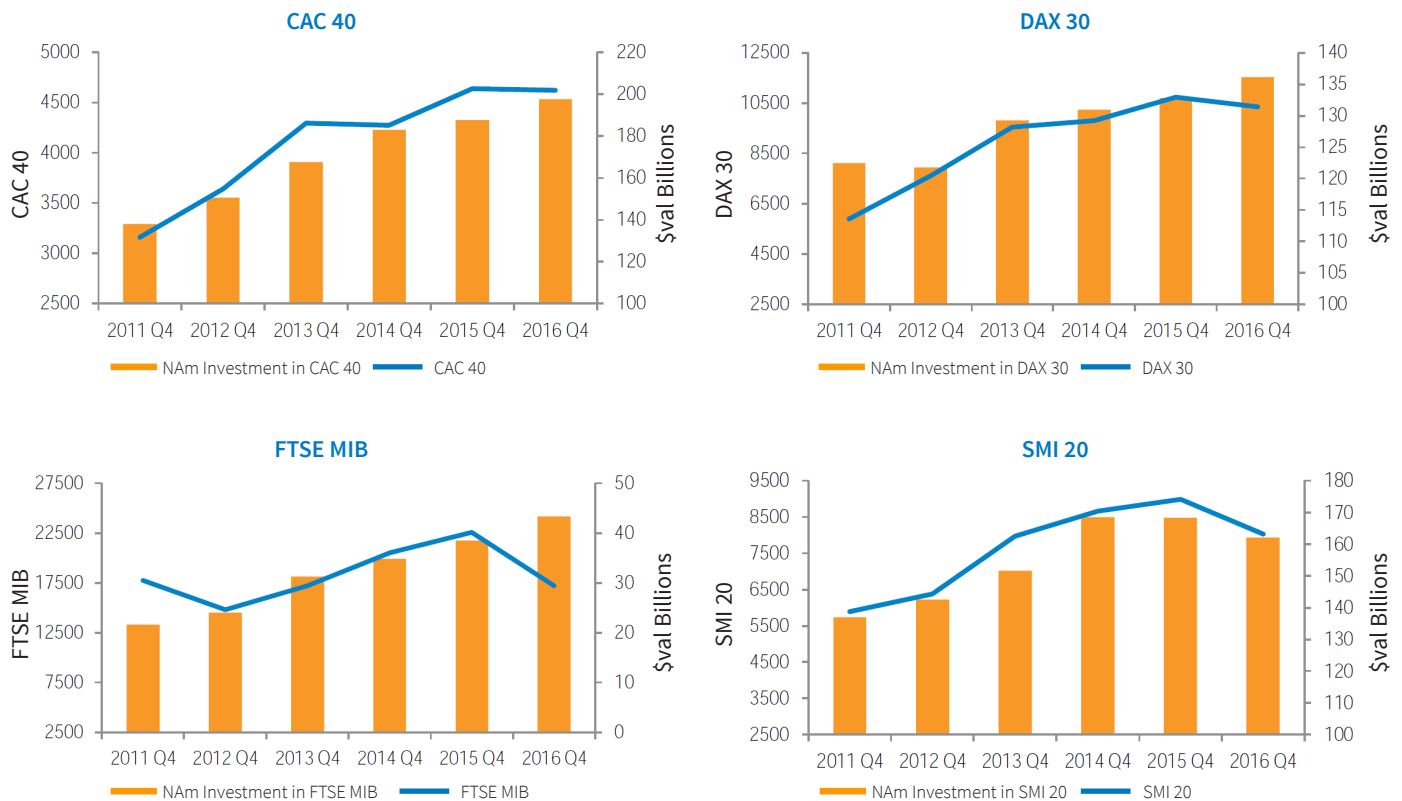 CAC 40
5000
4500
4000
3500
3000
2500
CAC 40
220
200
180
160
140
120
100
$val Billions
2011 Q4 2012 Q4 2013 Q4 2014 Q4 2015 Q4 2016 Q4
NAm Investment in CAC 40 CAC 40
DAX 30
12500
10500
8500
6500
4500
2500
DAX 30
140
135
130
125
120
115
110
105
100
$val Billions
2011 Q4 2012 Q4 2013 Q4 2014 Q4 2015 Q4 2016 Q4
NAm Investment in DAX 30 DAX 30
FTSE MIB
27500
22500
17500
12500
7500
2500
FTSE MIB
50
40
30
20
10
0
$val Billions
2011 Q4 2012 Q4 2013 Q4 2014 Q4 2015 Q4 2016 Q4
NAm Investment in FTSE MIB FTSE MIB
SMI 20
9500
8500
7500
6500
5500
4500
3500
2500
SMI 20
180
170
160
150
140
130
120
110
100
$val Billions
2011 Q4 2012 Q4 2013 Q4 2014 Q4 2015 Q4 2016 Q4
NAm Investment in SMI 20 SMI 20